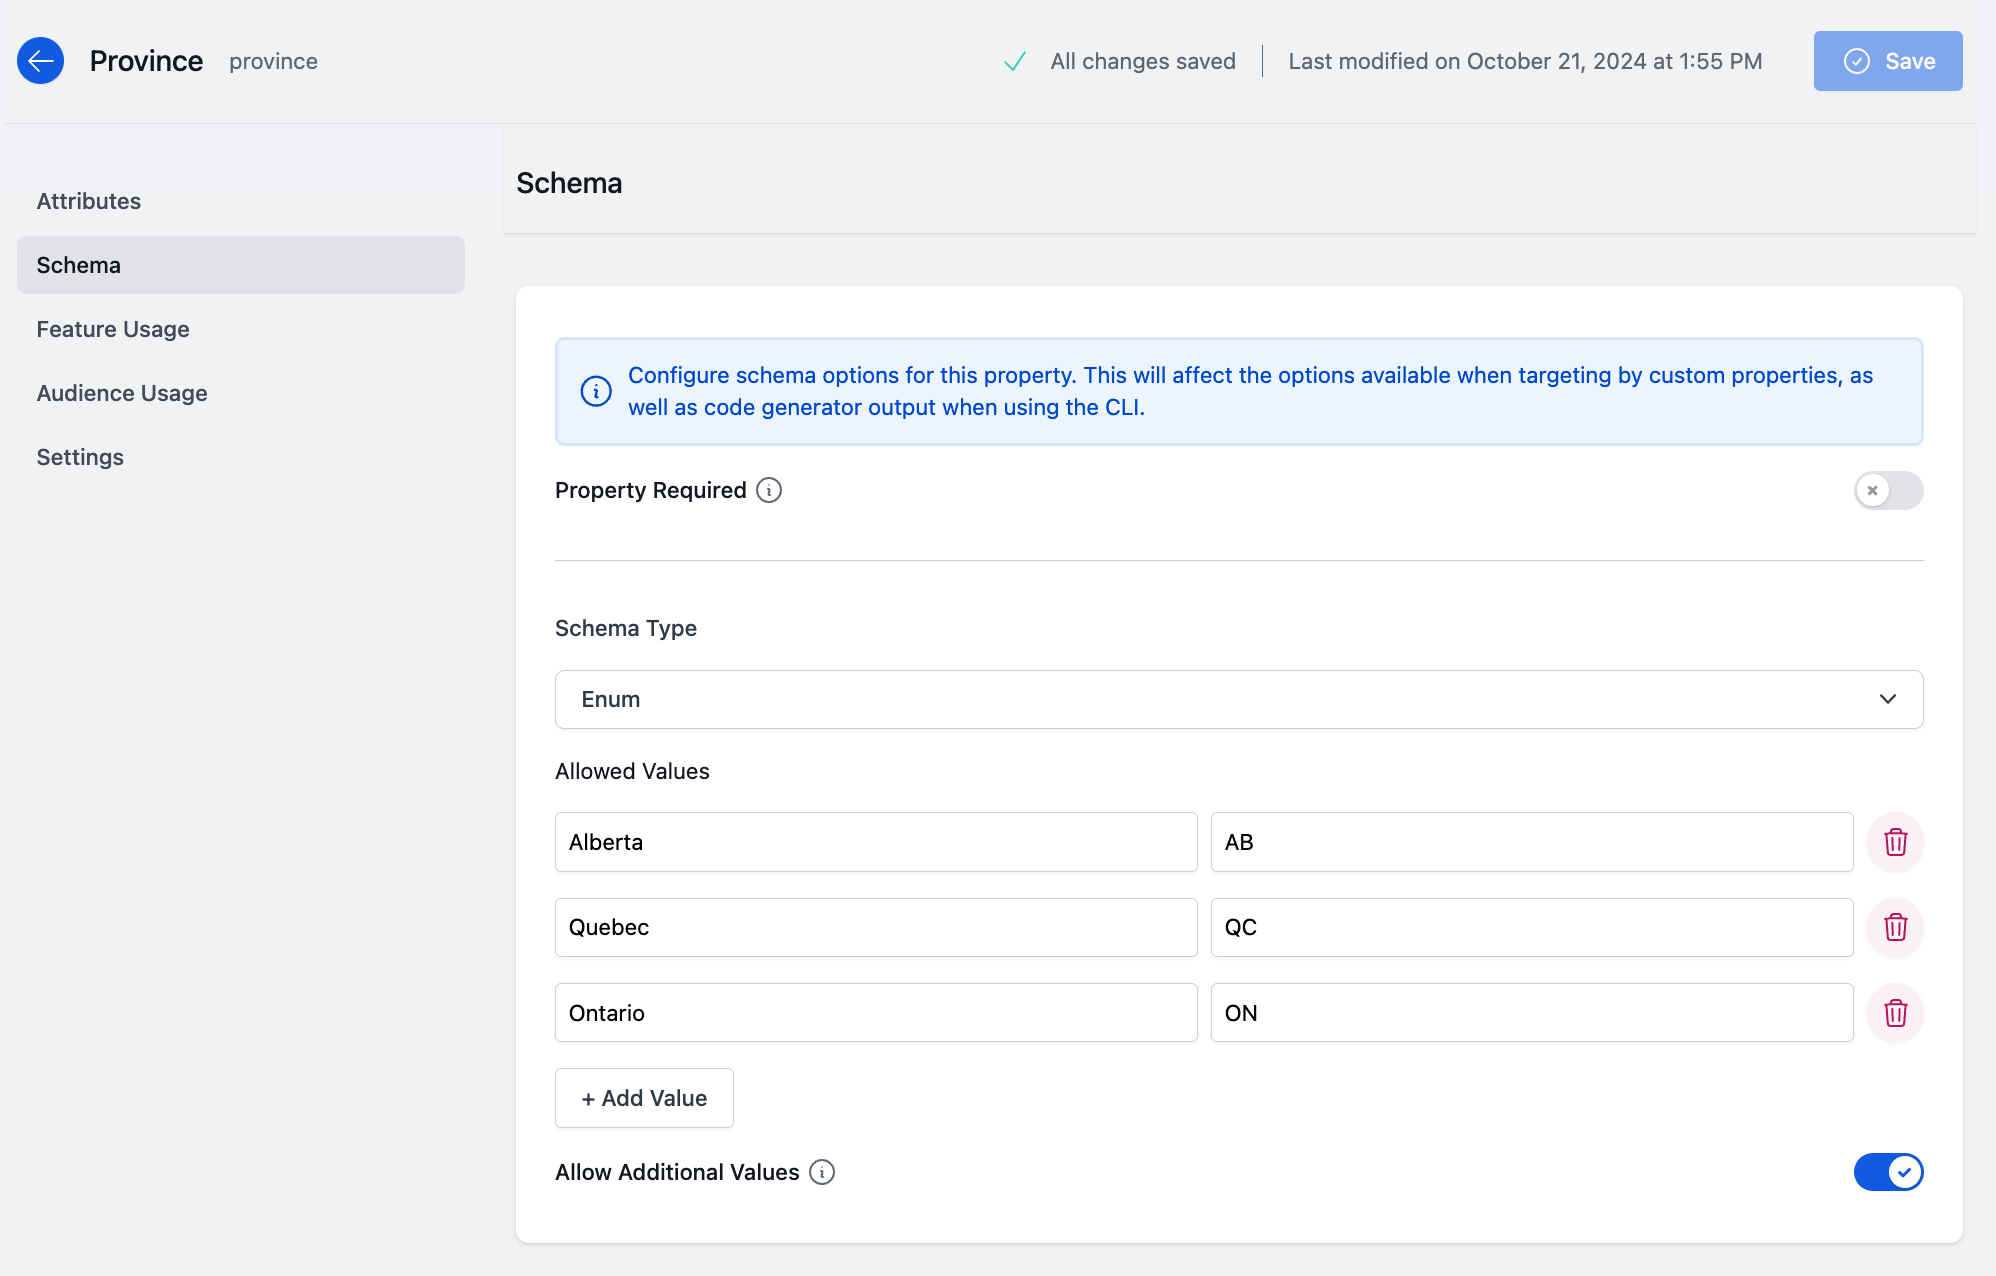 Province province
All changes saved
Last modified on October 21, 2024 at 1:55 PM
Save
Attributes
Schema
Feature Usage
Audience Usage
Settings
Schema
Configure schema options for this property. This will affect the options available when targeting by custom properties, as
well as code generator output when using the CLI.
Property Required
Schema Type
Enum
Allowed Values
Alberta AB
Quebec QC
Ontario ON
+ Add Value
Allow Additional Values